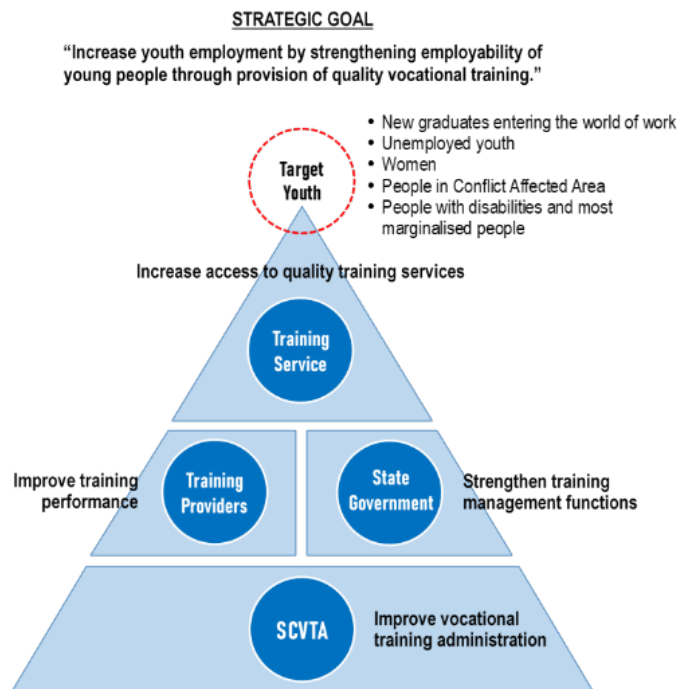 STRATEGIC GOAL
“Increase youth employment by strengthening employability of
young people through provision of quality vocational training.”
Target
Youth
• New graduates entering the world of work
• Unemployed youth
• Women
• People in Conflict Affected Area
• People with disabilities and most
marginalised people
Increase access to quality training services
Training
Service
Improve training
performance
Training
Providers
State
Government
Strengthen training
management functions
SCVTA
Improve vocational
training administration